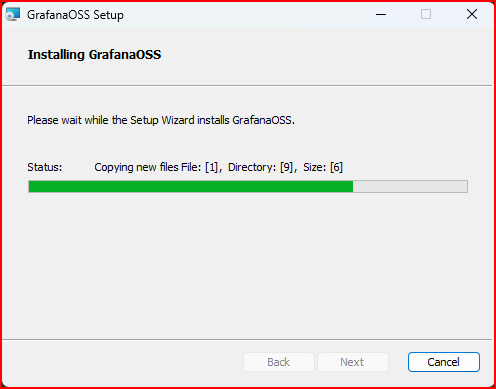 GrafanaOSS Setup
Installing GrafanaOSS
Please wait while the Setup Wizard installs GrafanaOSS.
Status: Copying new files File: [1], Directory: [9], Size: [6]
Back Next Cancel